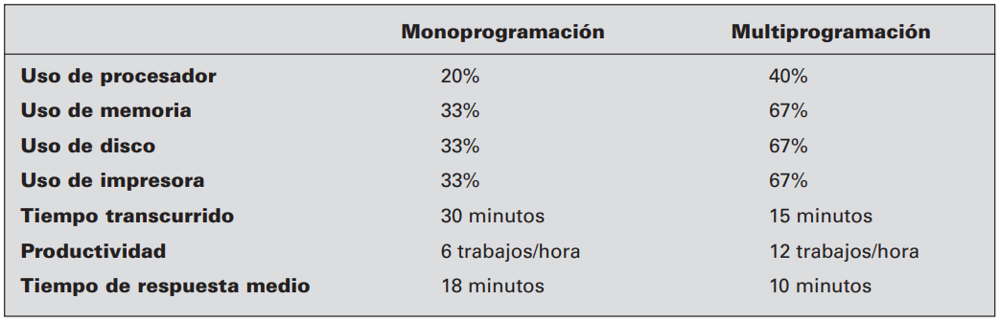 Monoprogramación Multiprogramación
Uso de procesador 20% 40%
Uso de memoria 33% 67%
Uso de disco 33% 67%
Uso de impresora 33% 67%
Tiempo transcurrido 30 minutos 15 minutos
Productividad 6 trabajos/hora 12 trabajos/hora
Tiempo de respuesta medio 18 minutos 10 minutos